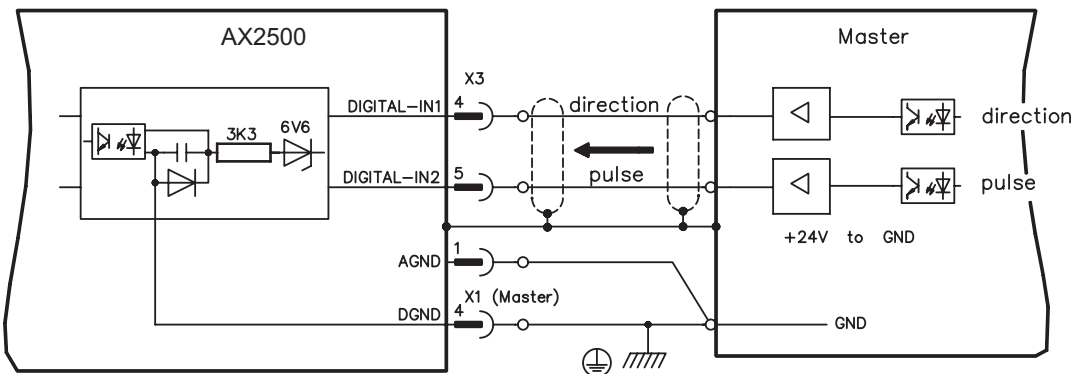 AX2500
Master
X3
DIGITAL-IN1
4
direction
direction
3K3
6V6
DIGITAL-IN2
5
pulse
pulse
+24V to GND
AGND
1
X1 (Master)
DGND
4
GND